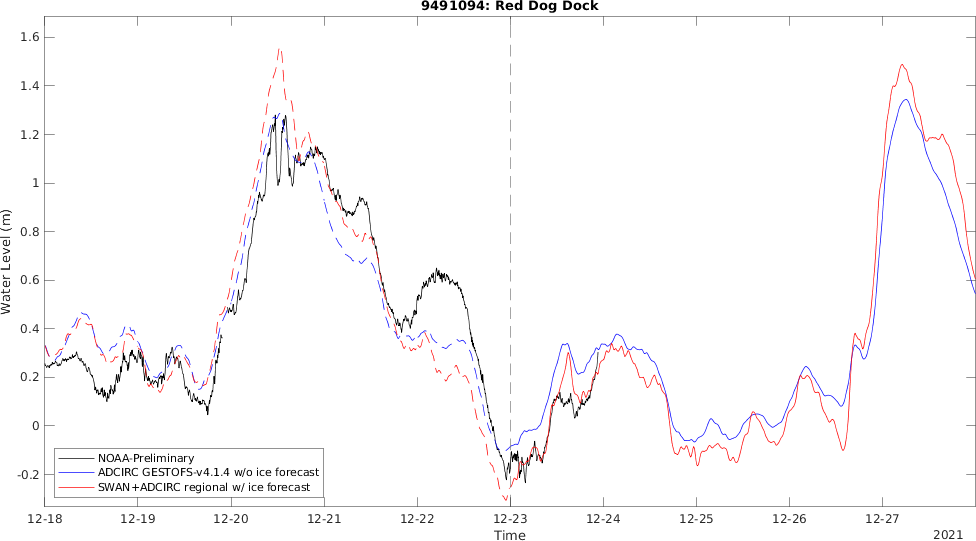 9491094: Red Dog Dock
1.6
1.4
1.2
1
0.8
0.6
0.4
0.2
0
-0.2
Water Level (m)
NOAA-Preliminary
ADCIRC GESTOFS-v4.1.4 w/o ice forecast
SWAN+ADCIRC regional w/ ice forecast
12-18 12-19 12-20 12-21 12-22 12-23 12-24 12-25 12-26 12-27
Time
2021